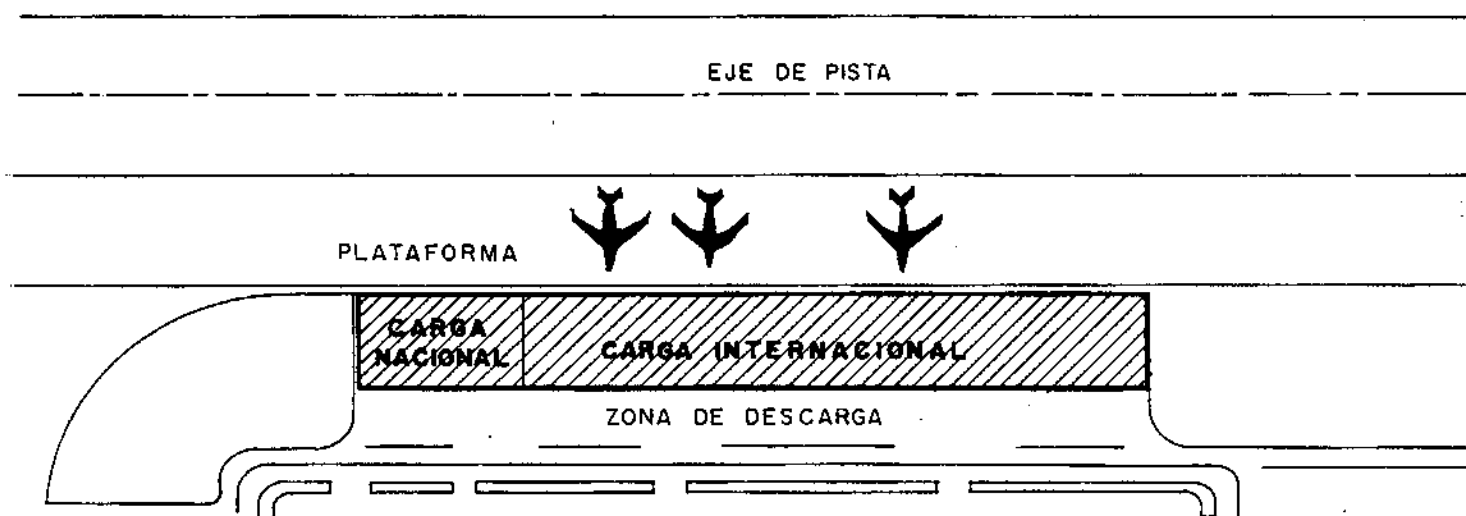 EJE DE PISTA
PLATAFORMA
CARGA
NACIONAL
CARGA INTERNACIONAL
ZONA DE DESCARGA